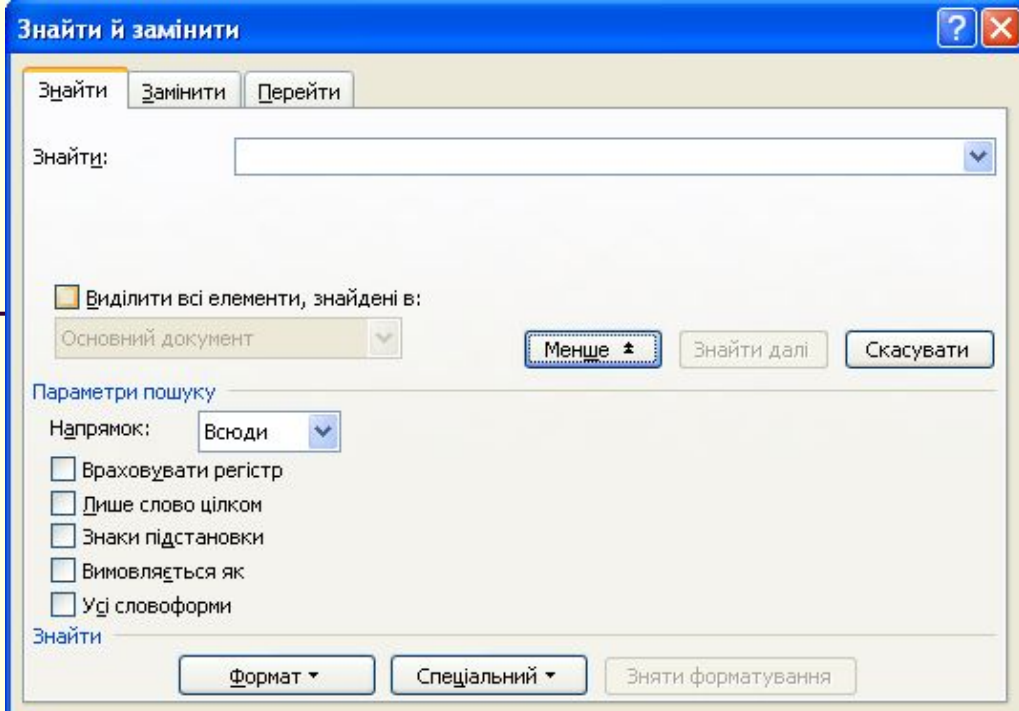 Знайти й замінити
Знайти Замінити Перейти
Знайти:
Виділити всі елементи, знайдені в:
Основний документ Менше Знайти далі Скасувати
Параметри пошуку
Напрямок: Всюди
Враховувати регістр
Лише слово цілком
Знаки підстановки
Вимовляється як
Усі словоформи
Знайти
Формат Спеціальний Зняти форматування